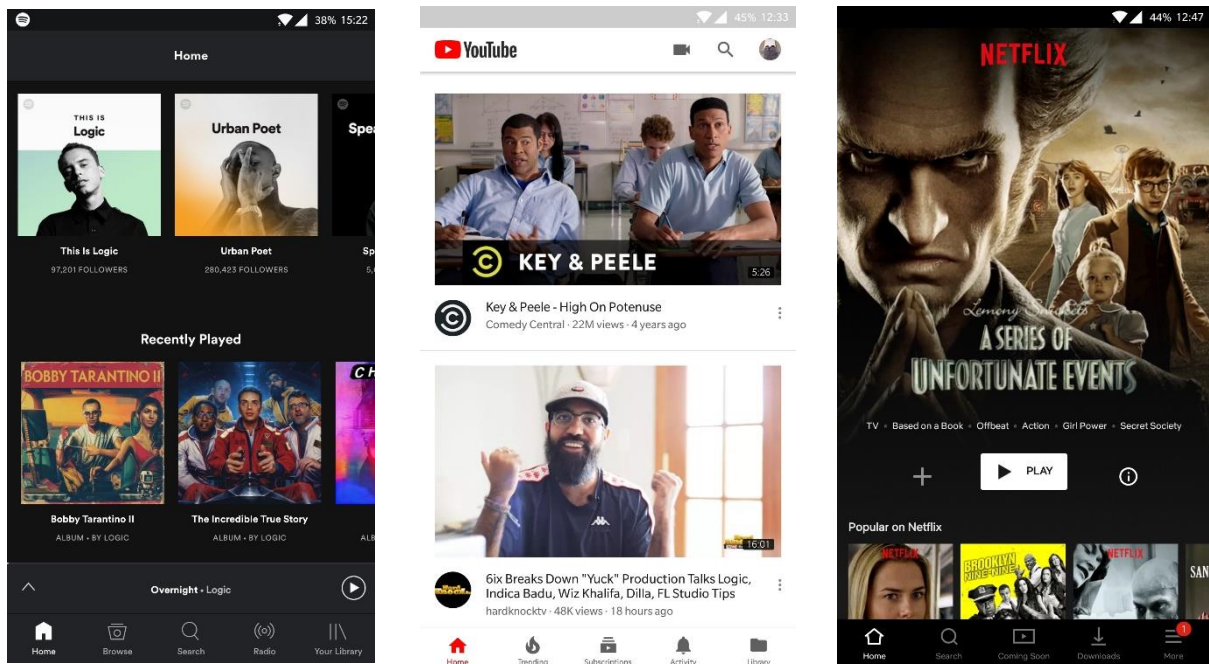 38% 15:22
Home
THIS IS
Logic
Urban Poet
This Is Logic
Urban Poet
97,201 FOLLOWERS
280,423 FOLLOWERS
Recently Played
BOBBY TARANTINO II
Bobby Tarantino II
The Incredible True Story
ALBUM • BY LOGIC
ALBUM • BY LOGIC
Overnight • Logic
Home
Browse
Search
Radio
Your Library
45% 12:33
YouTube
KEY & PEELE
5:26
Key & Peele - High On Potenuse
Comedy Central · 22M views · 4 years ago
16:01
6ix Breaks Down "Yuck" Production Talks Logic,
Indica Badu, Wiz Khalifa, Dilla, FL Studio Tips
hardknocktv · 48K views · 18 hours ago
Home
Trending
Subscriptions
Activity
Library
44% 12:47
NETFLIX
Lemony Snicket's
A SERIES OF
UNFORTUNATE EVENTS
TV • Based on a Book • Offbeat • Action • Girl Power • Secret Society
PLAY
Popular on Netflix
NETFLIX
BROOKLYN
NINE-NINE
NETFLIX
SAN
1
Home
Search
Coming Soon
Downloads
More